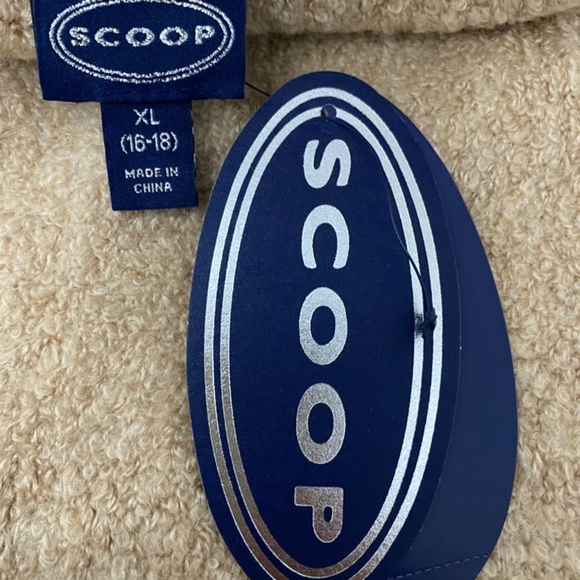 SCOOP
XL
(16-18)
MADE IN
CHINA
SCOOP